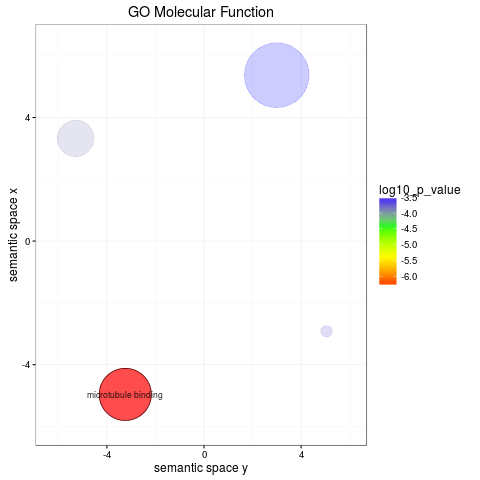 GO Molecular Function
semantic space x
4
0
-4
microtubule binding
-4
0
4
semantic space y
log10_p_value
-3.5
-4.0
-4.5
-5.0
-5.5
-6.0